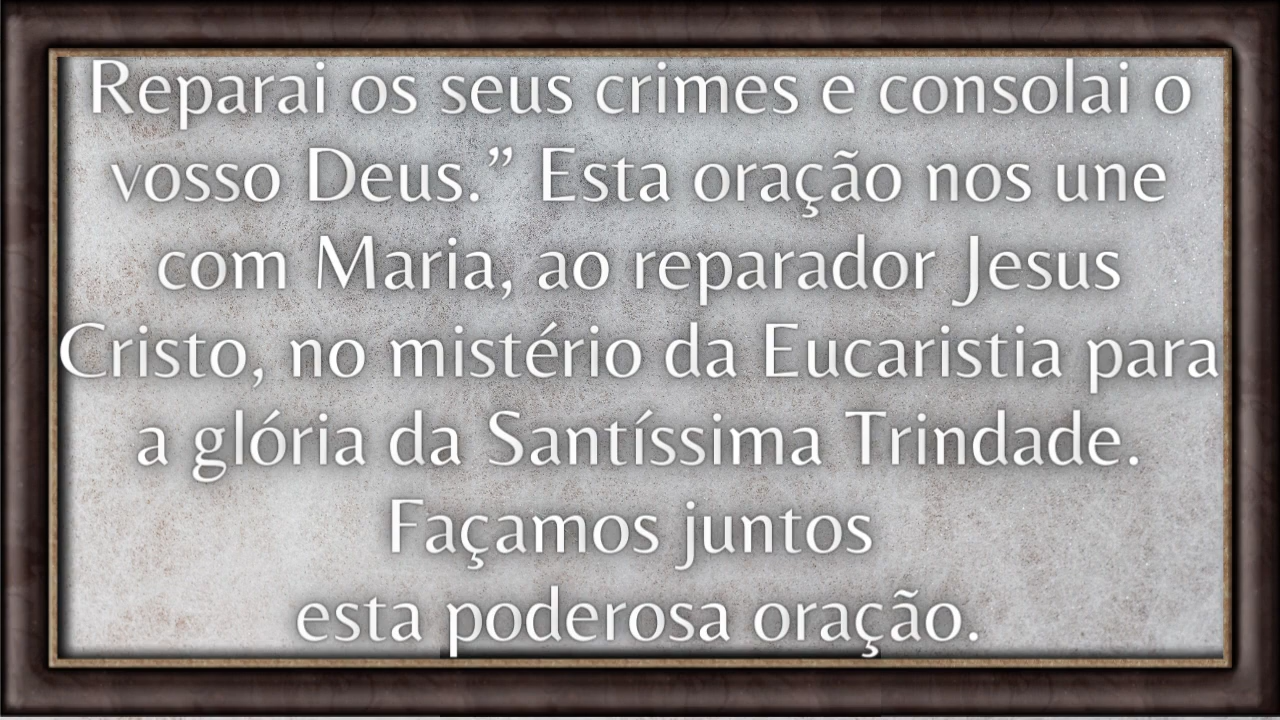 Reparai os seus crimes e consolai o
vosso Deus.” Esta oração nos une
com Maria, ao reparador Jesus
Cristo, no mistério da Eucaristia para
a glória da Santíssima Trindade.
Façamos juntos
esta poderosa oração.